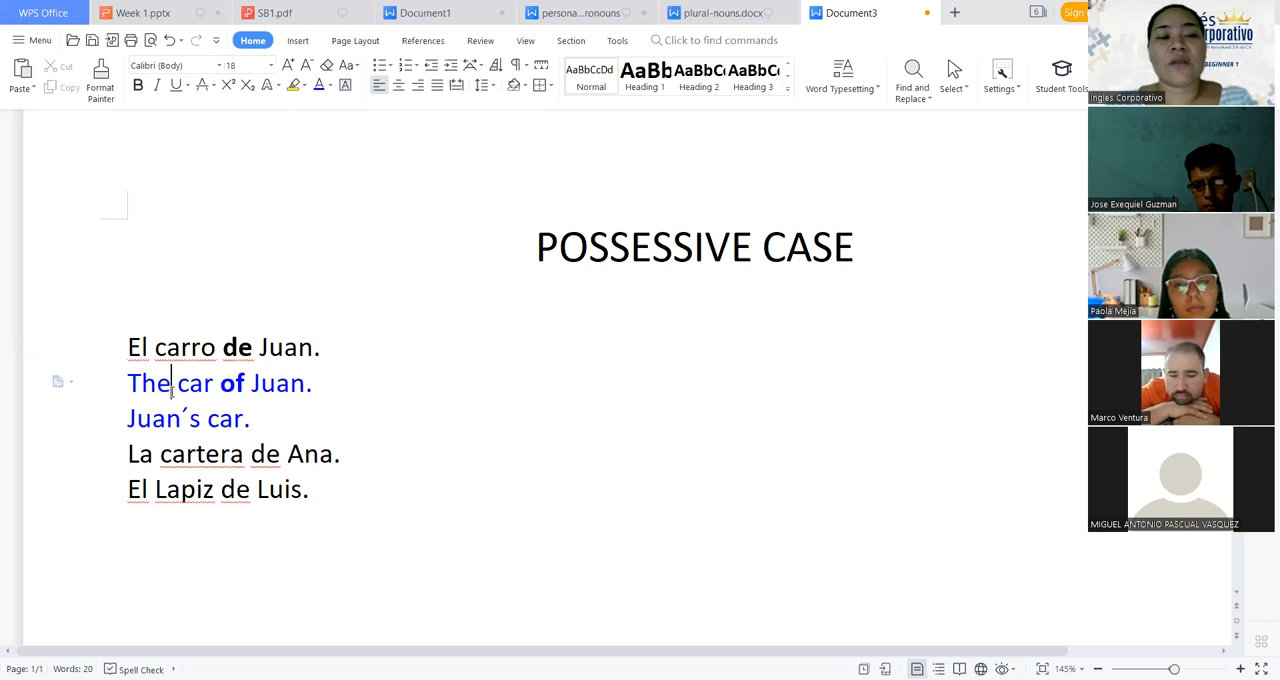 WPS Office Week 1.pptx SB1.pdf Document1 persona...ronouns plural-nouns.docx Document3 6 Sign
Menu Home Insert Page Layout References Review View Section Tools Click to find commands
Paste Cut Copy Format Painter Calibri (Body) 18 AaBbCcDd Normal AaBb Heading 1 AaBbC Heading 2 AaBbC Heading 3 Word Typesetting Find and Replace Select Settings Student Tools
POSSESSIVE CASE
El carro de Juan.
The car of Juan.
Juan´s car.
La cartera de Ana.
El Lapiz de Luis.
BEGINNER 1
Ingles Corporativo
Jose Exequiel Guzman
Paola Mejía
Marco Ventura
MIGUEL ANTONIO PASCUAL VASQUEZ
Page: 1/1 Words: 20 Spell Check 145%